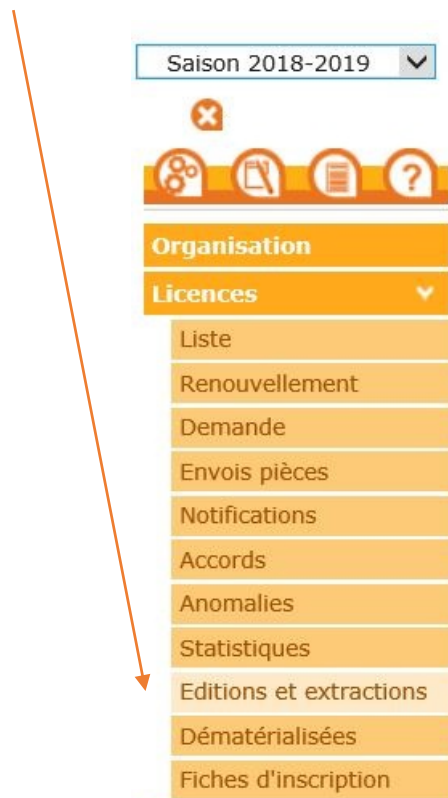 Saison 2018-2019
?
Organisation
Licences
Liste
Renouvellement
Demande
Envois pièces
Notifications
Accords
Anomalies
Statistiques
Editions et extractions
Dématérialisées
Fiches d'inscription